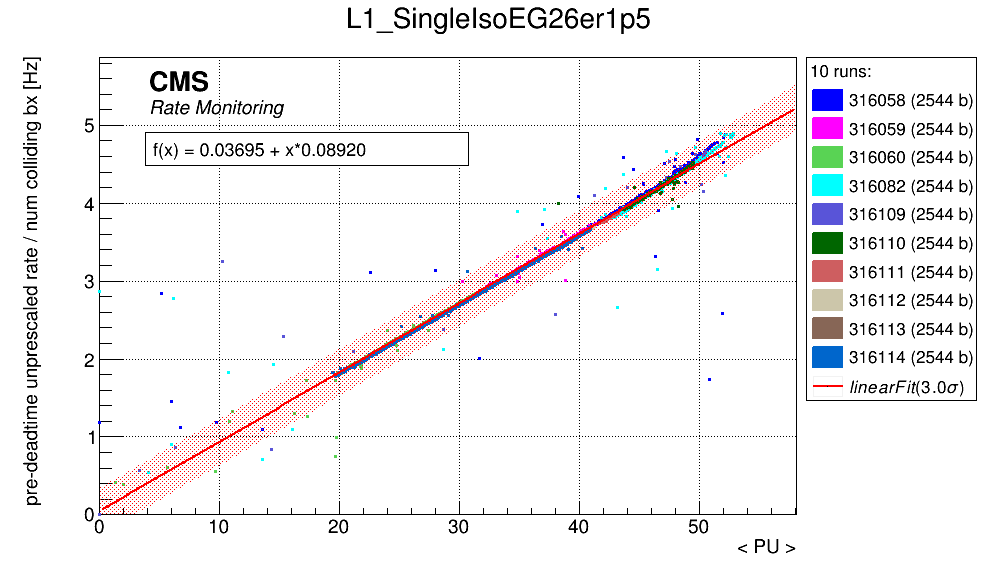 L1_SingleIsoEG26er1p5
pre-deadtime unprescaled rate / num colliding bx [Hz]
CMS
Rate Monitoring
f(x) = 0.03695 + x*0.08920
5
4
3
2
1
0
0 10 20 30 40 50
< PU >
10 runs:
316058 (2544 b)
316059 (2544 b)
316060 (2544 b)
316082 (2544 b)
316109 (2544 b)
316110 (2544 b)
316111 (2544 b)
316112 (2544 b)
316113 (2544 b)
316114 (2544 b)
linearFit(3.0σ)